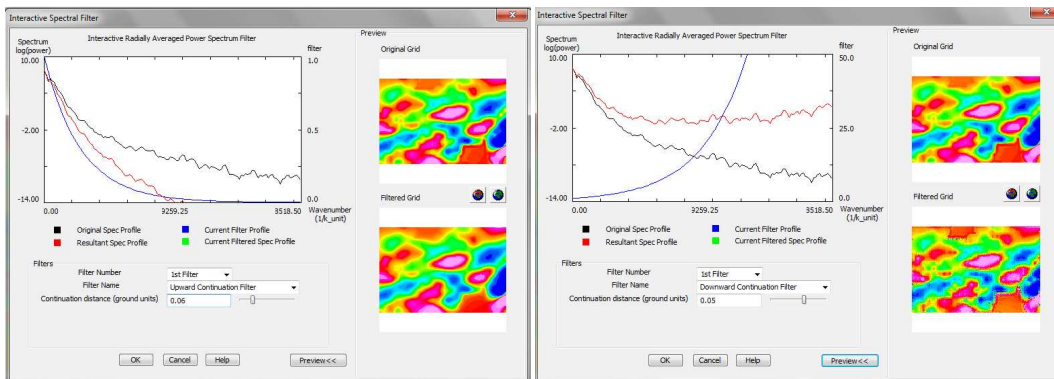 Interactive Spectral Filter
Interactive Radially Averaged Power Spectrum Filter
Spectrum
log(power)
filter
10.00
-2.00
-14.00
1.0
0.5
0.0
0.00
3259.25
6518.50
Wavenumber
(1/k_unit)
Original Spec Profile
Current Filter Profile
Resultant Spec Profile
Current Filtered Spec Profile
Filters
Filter Number
1st Filter
Filter Name
Upward Continuation Filter
Continuation distance (ground units)
0.06
OK
Cancel
Help
Preview<<
Preview
Original Grid
Filtered Grid
Interactive Spectral Filter
Interactive Radially Averaged Power Spectrum Filter
Spectrum
log(power)
filter
10.00
-2.00
-14.00
50.0
25.0
0.0
0.00
3259.25
6518.50
Wavenumber
(1/k_unit)
Original Spec Profile
Current Filter Profile
Resultant Spec Profile
Current Filtered Spec Profile
Filters
Filter Number
1st Filter
Filter Name
Downward Continuation Filter
Continuation distance (ground units)
0.05
OK
Cancel
Help
Preview<<
Preview
Original Grid
Filtered Grid